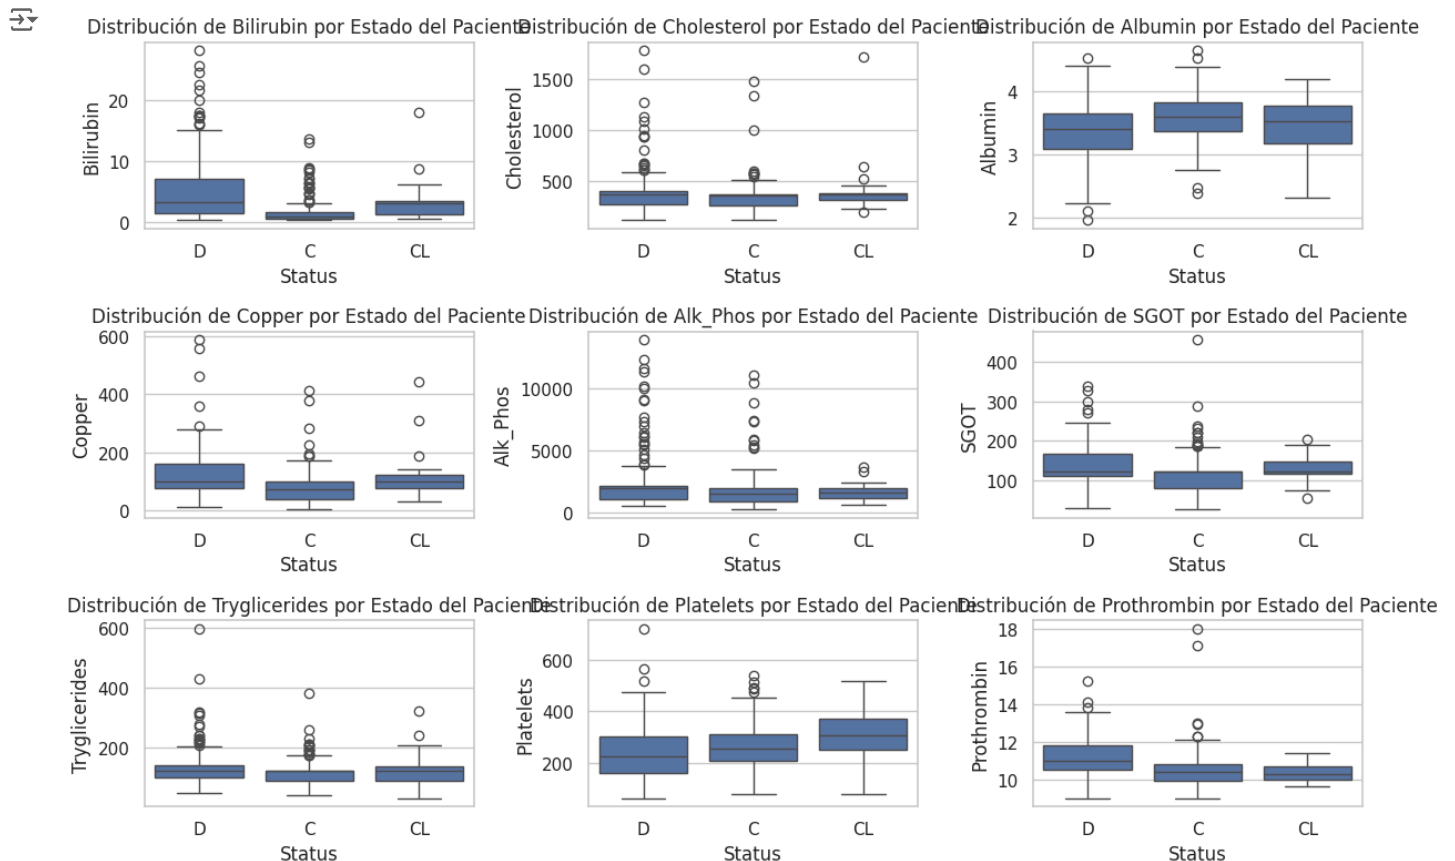 Distribución de Bilirubin por Estado del Paciente
Bilirubin
20
10
0
D C CL
Status
Distribución de Cholesterol por Estado del Paciente
Cholesterol
1500
1000
500
D C CL
Status
Distribución de Albumin por Estado del Paciente
Albumin
4
3
2
D C CL
Status
Distribución de Copper por Estado del Paciente
Copper
600
400
200
0
D C CL
Status
Distribución de Alk_Phos por Estado del Paciente
Alk_Phos
10000
5000
0
D C CL
Status
Distribución de SGOT por Estado del Paciente
SGOT
400
300
200
100
D C CL
Status
Distribución de Tryglicerides por Estado del Paciente
Tryglicerides
600
400
200
D C CL
Status
Distribución de Platelets por Estado del Paciente
Platelets
600
400
200
D C CL
Status
Distribución de Prothrombin por Estado del Paciente
Prothrombin
18
16
14
12
10
D C CL
Status